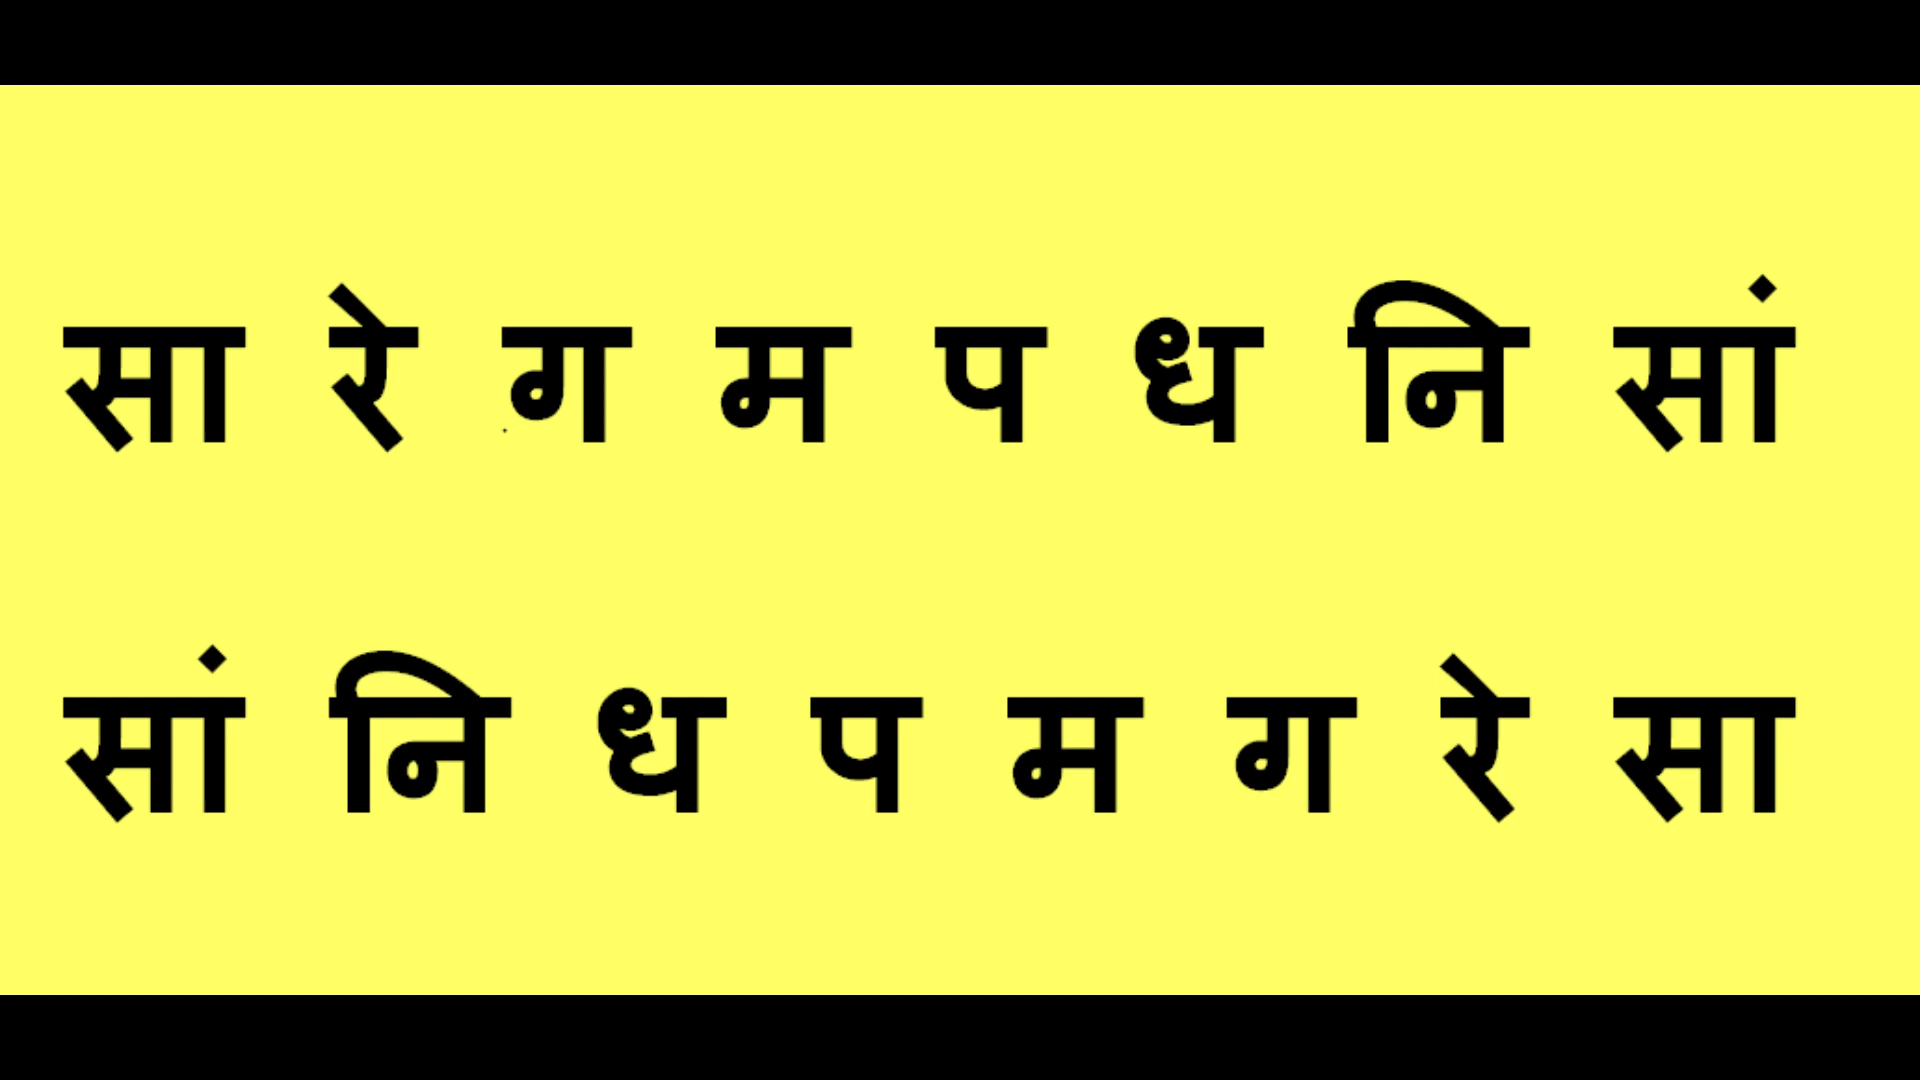 सा रे ग म प ध नि सां
सां नि ध प म ग रे सा